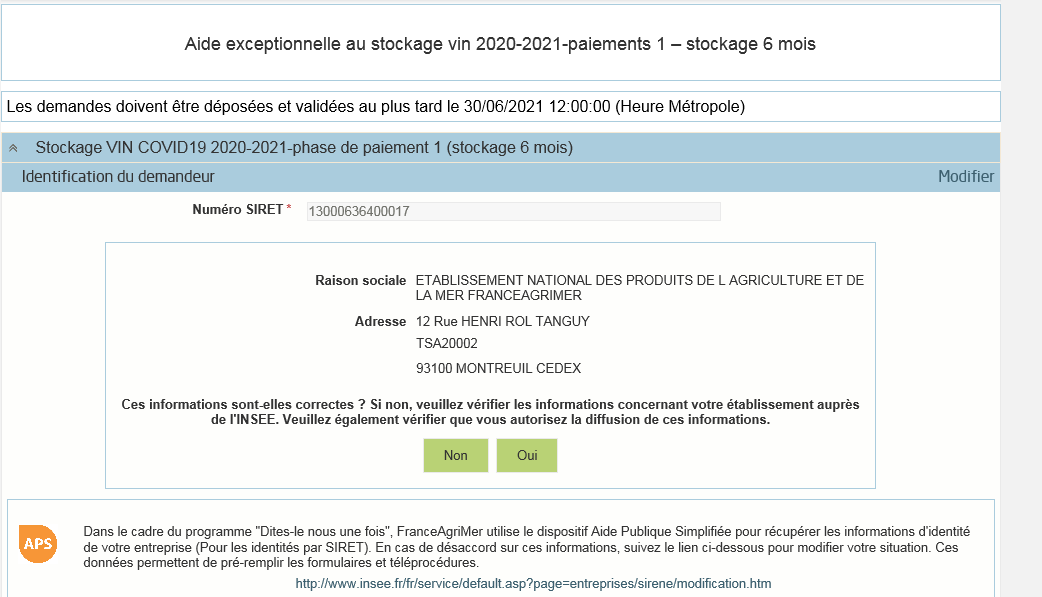 Aide exceptionnelle au stockage vin 2020-2021-paiements 1 – stockage 6 mois
Les demandes doivent être déposées et validées au plus tard le 30/06/2021 12:00:00 (Heure Métropole)
Stockage VIN COVID19 2020-2021-phase de paiement 1 (stockage 6 mois)
Identification du demandeur Modifier
Numéro SIRET * 13000636400017
Raison sociale ETABLISSEMENT NATIONAL DES PRODUITS DE L AGRICULTURE ET DE
LA MER FRANCEAGRIMER
Adresse 12 Rue HENRI ROL TANGUY
TSA20002
93100 MONTREUIL CEDEX
Ces informations sont-elles correctes ? Si non, veuillez vérifier les informations concernant votre établissement auprès
de l'INSEE. Veuillez également vérifier que vous autorisez la diffusion de ces informations.
Non Oui
APS
Dans le cadre du programme "Dites-le nous une fois", FranceAgriMer utilise le dispositif Aide Publique Simplifiée pour récupérer les informations d'identité
de votre entreprise (Pour les identités par SIRET). En cas de désaccord sur ces informations, suivez le lien ci-dessous pour modifier votre situation. Ces
données permettent de pré-remplir les formulaires et téléprocédures.
http://www.insee.fr/fr/service/default.asp?page=entreprises/sirene/modification.htm